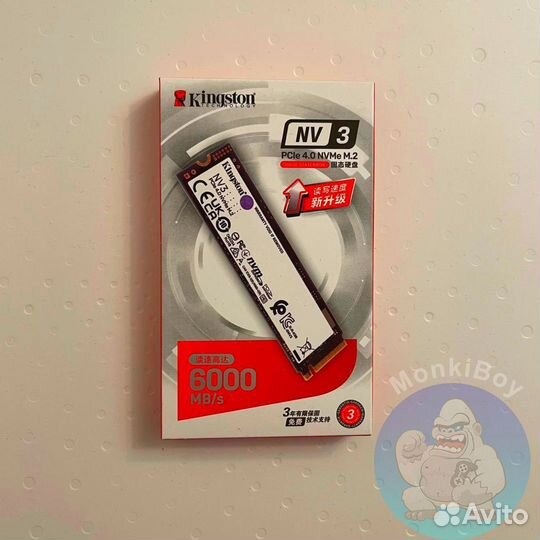 Kingston
TECHNOLOGY
NV 3
PCIe 4.0 NVMe M.2
固态硬盘
读写速度
新升级
Kingston
NV3
读速高达
6000
MB/s
3年有限保固
免费 技术支持
3
MonkiBoy
Avito